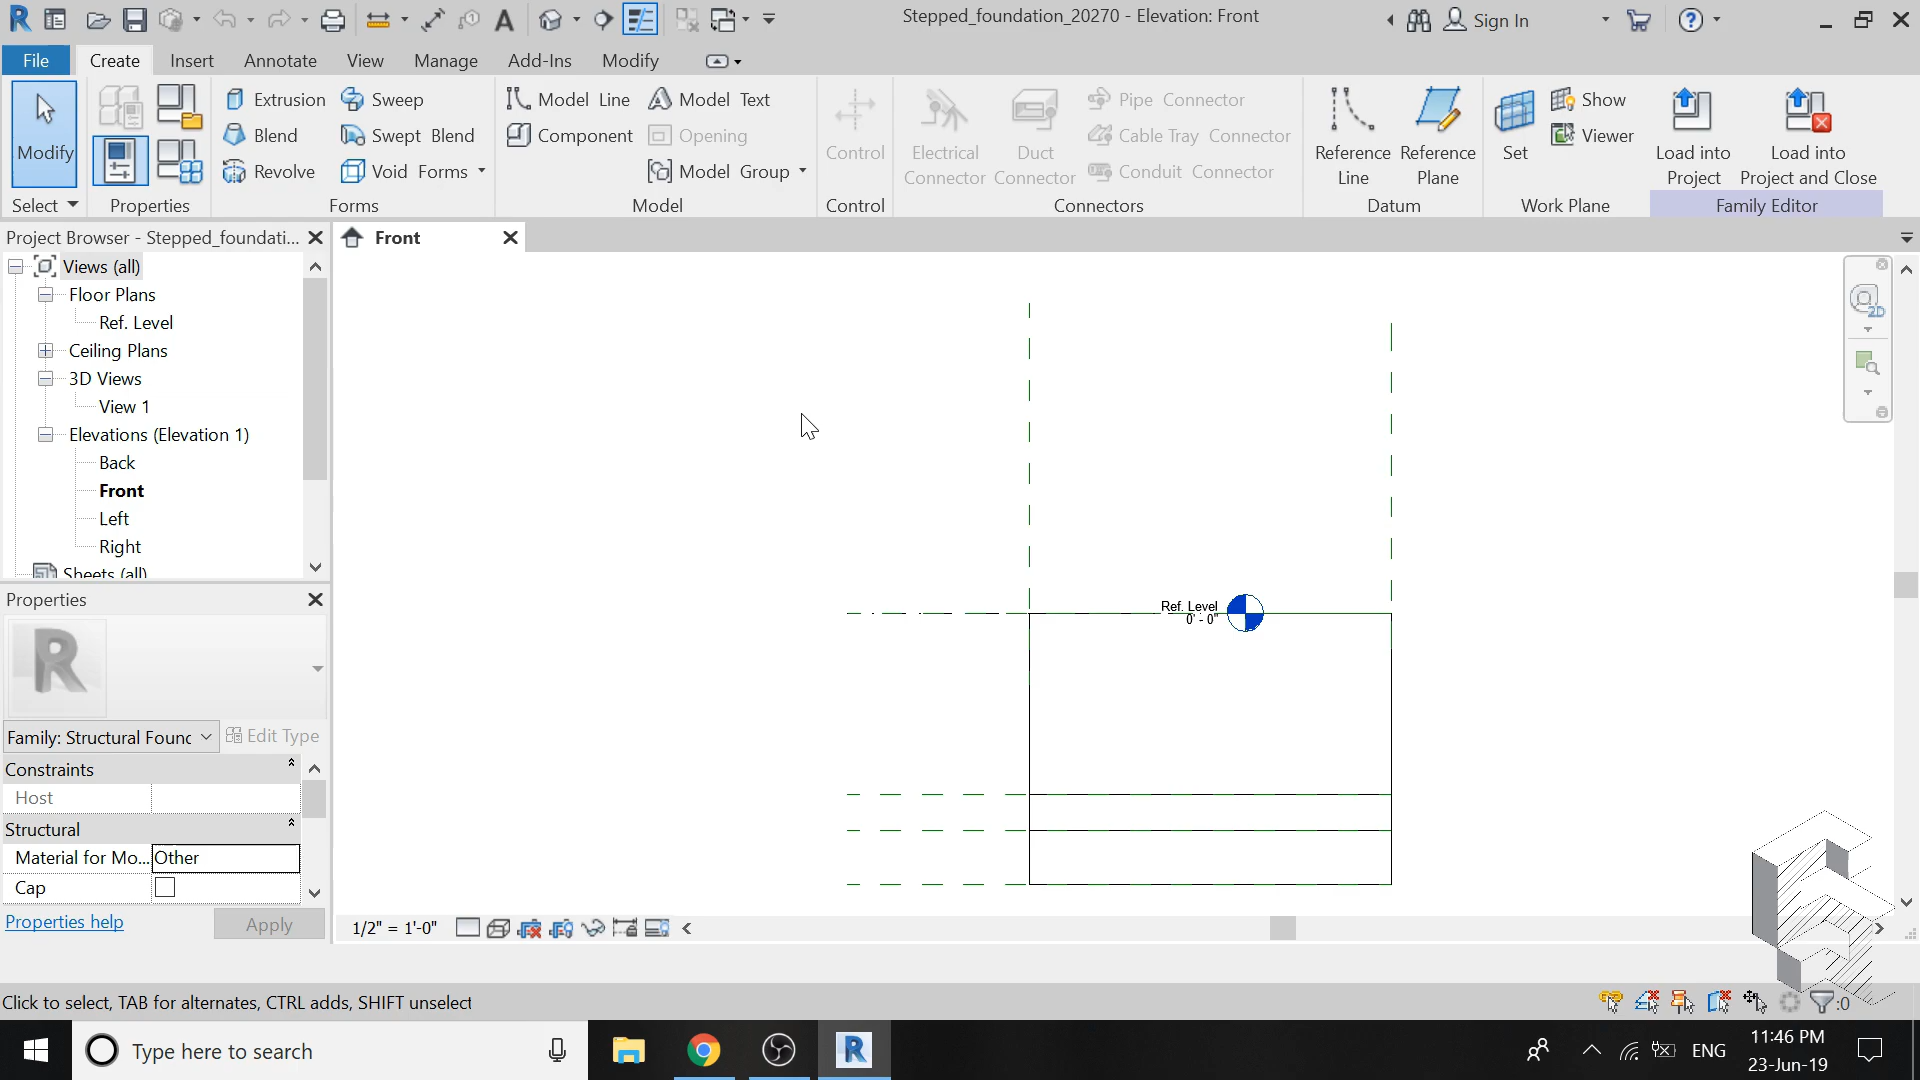 Stepped_foundation_20270 - Elevation: Front
Sign In
File Create Insert Annotate View Manage Add-Ins Modify
Modify
Extrusion
Blend
Revolve
Sweep
Swept Blend
Void Forms
Model Line
Component
Model Text
Opening
Model Group
Control
Electrical Connector
Duct Connector
Pipe Connector
Cable Tray Connector
Conduit Connector
Reference Line
Reference Plane
Set
Show
Viewer
Load into Project
Load into Project and Close
Select Properties Forms Model Control Connectors Datum Work Plane Family Editor
Project Browser - Stepped_foundati...
Front
Views (all)
Floor Plans
Ref. Level
Ceiling Plans
3D Views
View 1
Elevations (Elevation 1)
Back
Front
Left
Right
Sheets (all)
Ref. Level
0' - 0"
2D
Properties
Family: Structural Founc
Edit Type
Constraints
Host
Structural
Material for Mo... Other
Cap
Properties help
Apply
1/2" = 1'-0"
Click to select, TAB for alternates, CTRL adds, SHIFT unselect
:0
Type here to search
ENG
11:46 PM
23-Jun-19